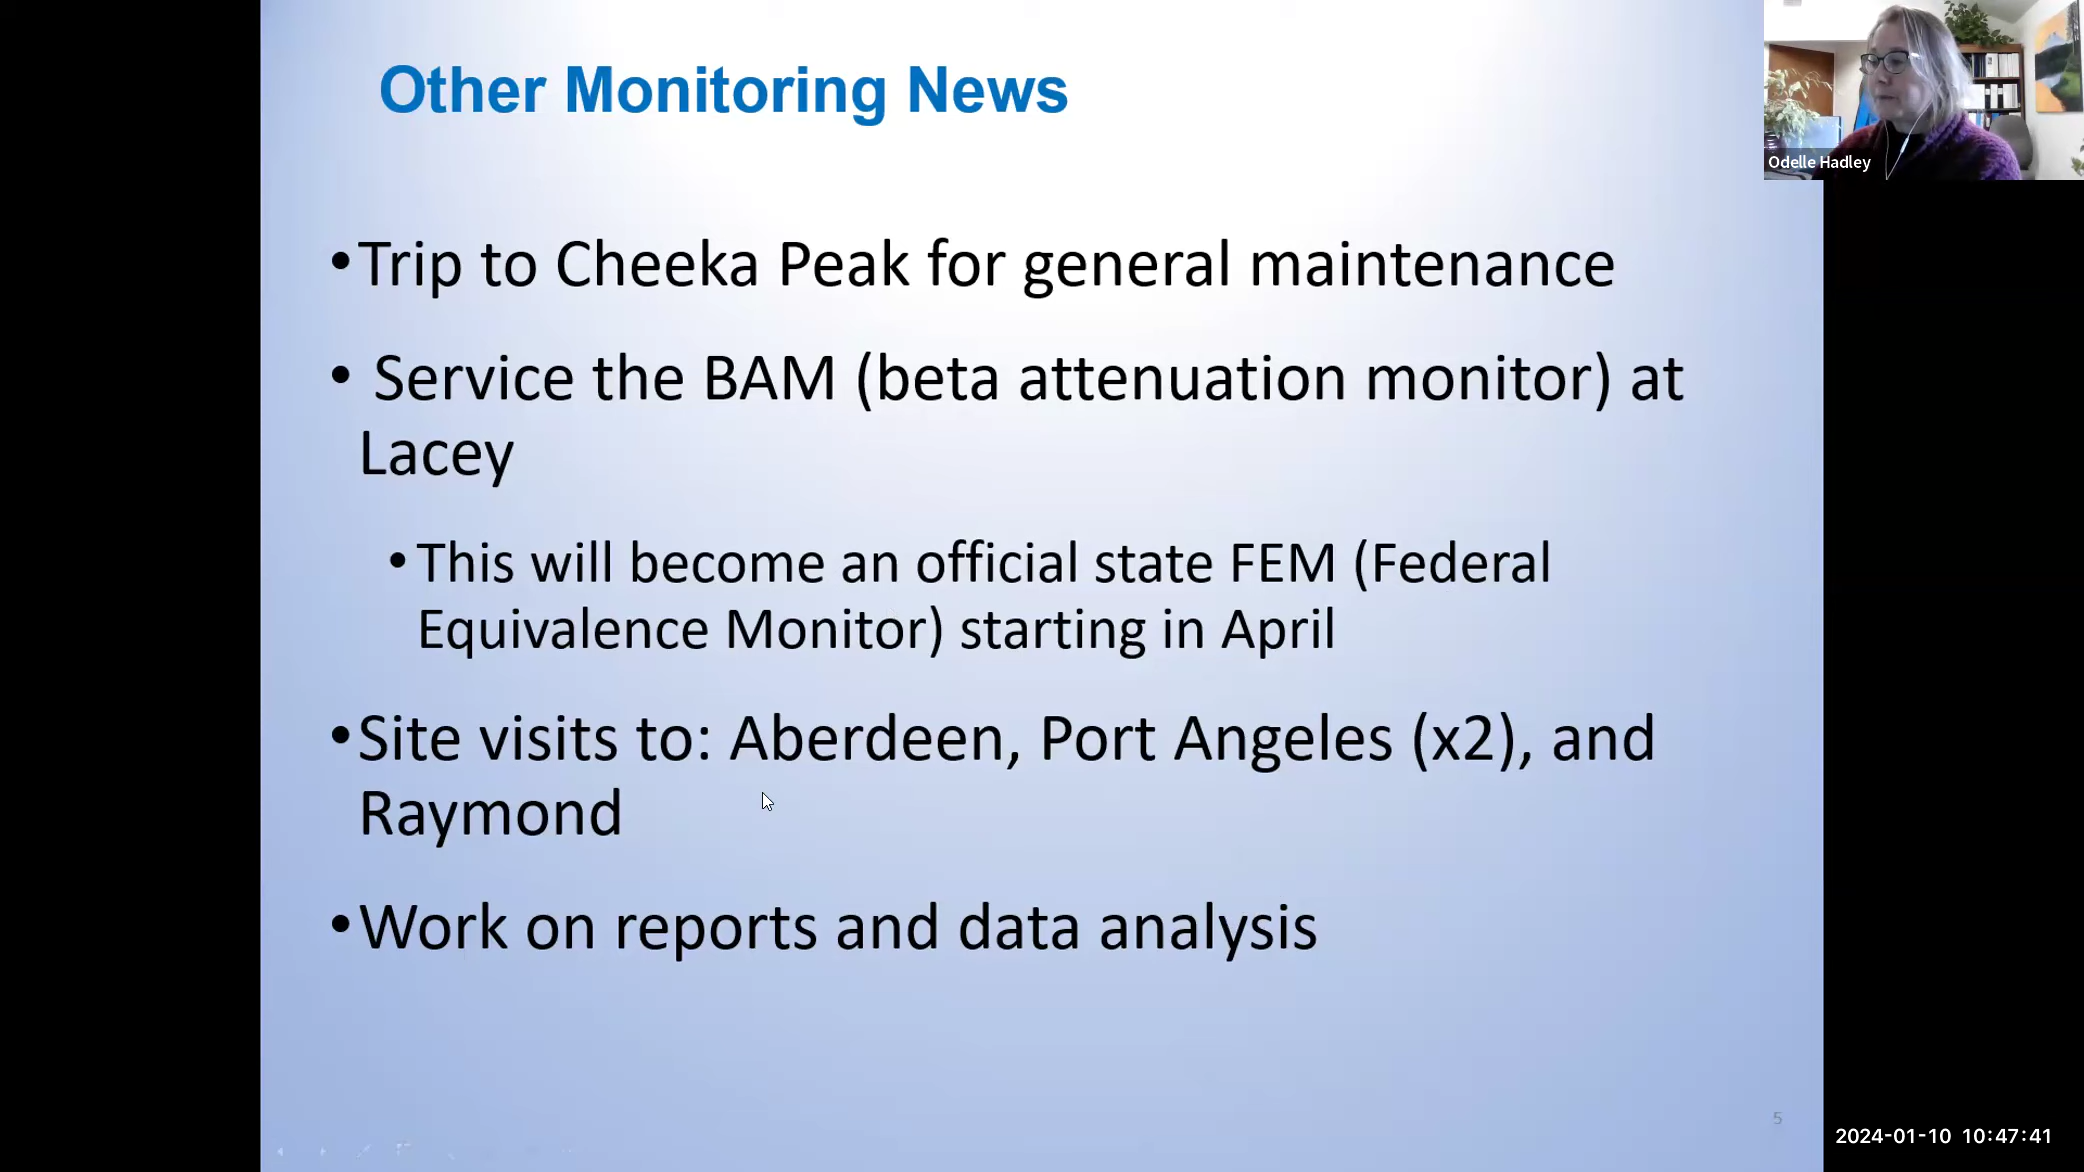 Other Monitoring News
Odelle Hadley
•Trip to Cheeka Peak for general maintenance
• Service the BAM (beta attenuation monitor) at
Lacey
•This will become an official state FEM (Federal
Equivalence Monitor) starting in April
•Site visits to: Aberdeen, Port Angeles (x2), and
Raymond
•Work on reports and data analysis
5
2024-01-10 10:47:41